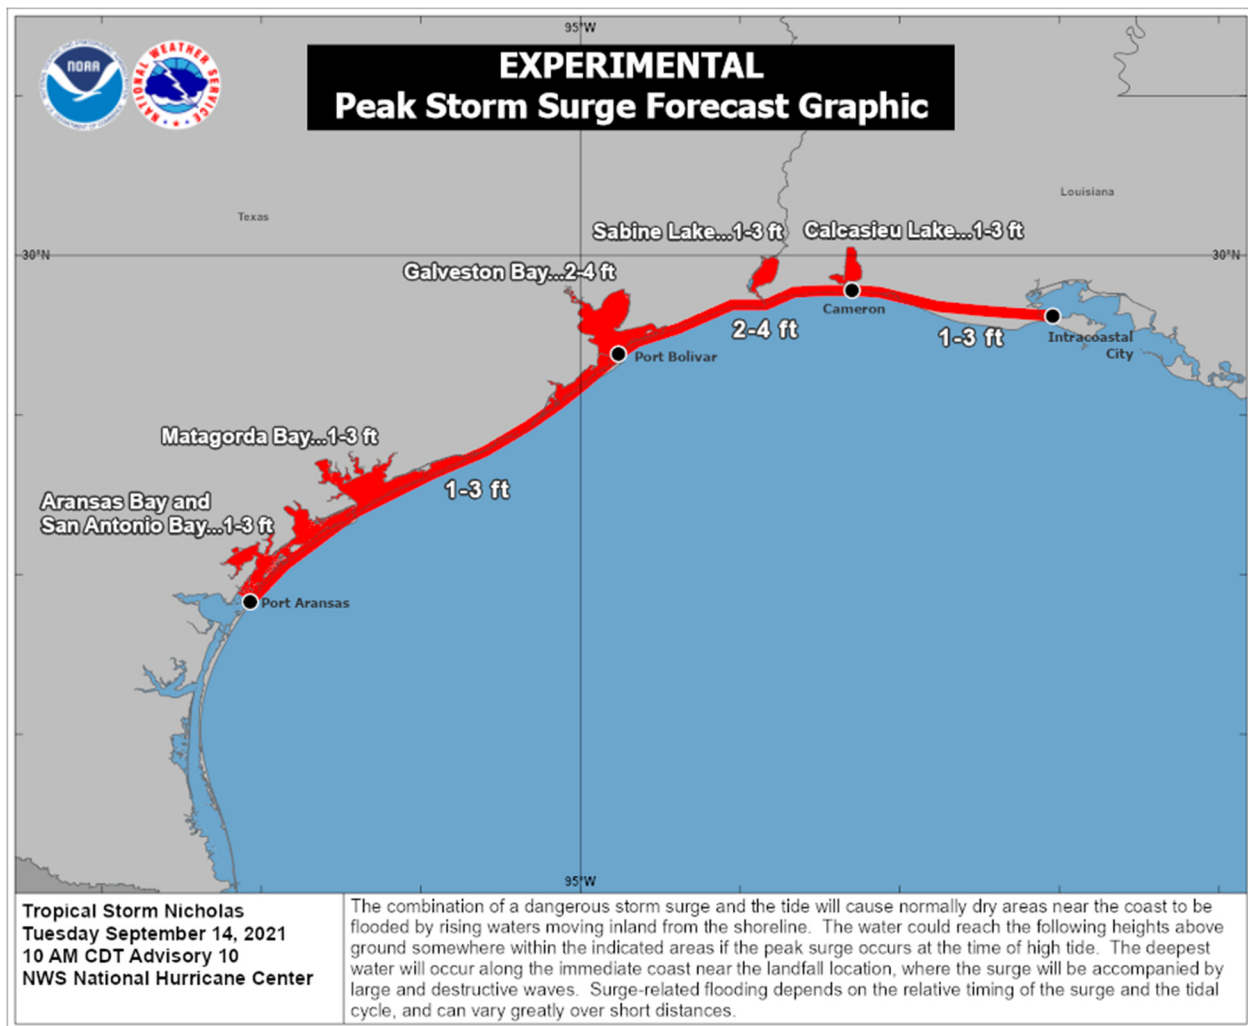 95°W
NOAA
NATIONAL WEATHER SERVICE
EXPERIMENTAL
Peak Storm Surge Forecast Graphic
Louisiana
Texas
Sabine Lake...1-3 ft
Calcasieu Lake...1-3 ft
30°N
30°N
Galveston Bay...2-4 ft
Cameron
2-4 ft
1-3 ft
Intracoastal
City
Port Bolivar
Matagorda Bay...1-3 ft
1-3 ft
Aransas Bay and
San Antonio Bay...1-3 ft
Port Aransas
95°W
Tropical Storm Nicholas
Tuesday September 14, 2021
10 AM CDT Advisory 10
NWS National Hurricane Center
The combination of a dangerous storm surge and the tide will cause normally dry areas near the coast to be
flooded by rising waters moving inland from the shoreline.  The water could reach the following heights above
ground somewhere within the indicated areas if the peak surge occurs at the time of high tide.  The deepest
water will occur along the immediate coast near the landfall location, where the surge will be accompanied by
large and destructive waves.  Surge-related flooding depends on the relative timing of the surge and the tidal
cycle, and can vary greatly over short distances.